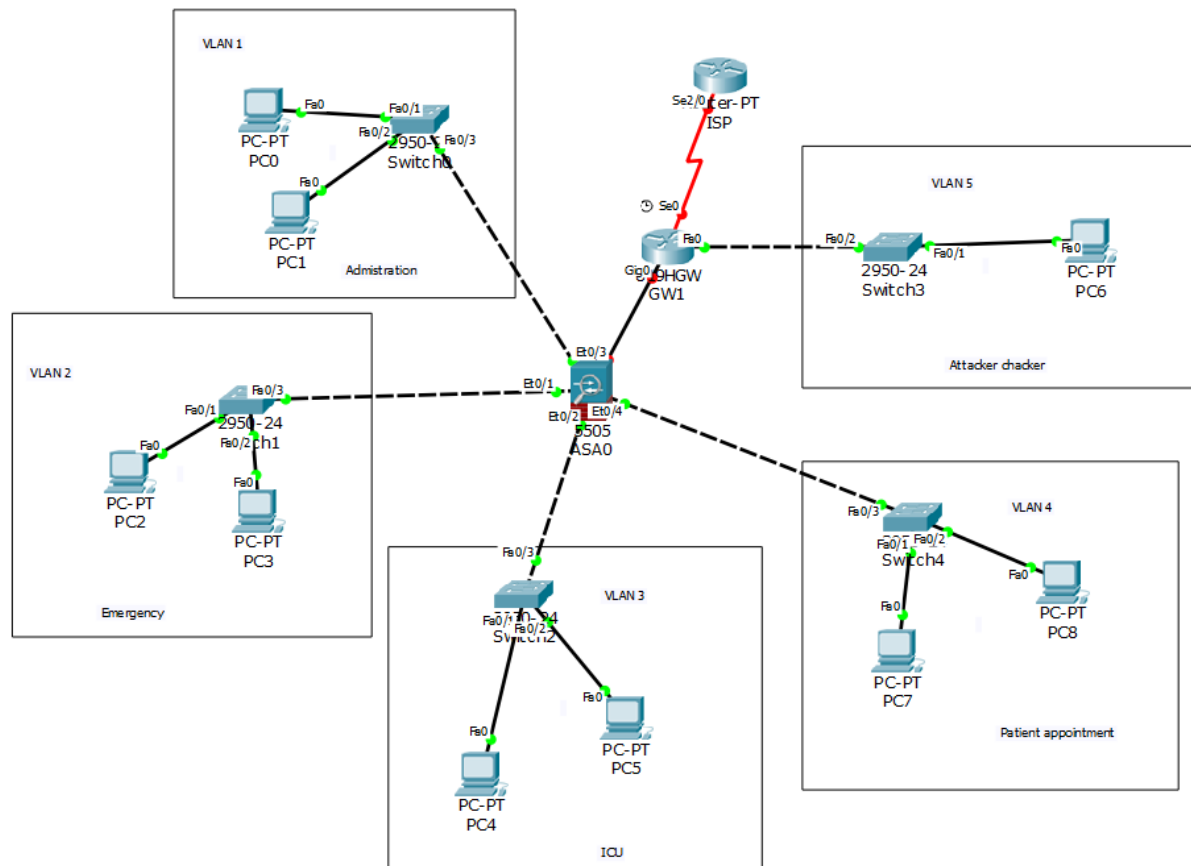 VLAN 1
Fa0
Fa0/1
PC-PT
PC0
Fa0/2
Fa0/3
Switch0
Fa0
PC-PT
PC1
Admistration
Se2/0
ISP
Se0
Fa0
Gig0
GW1
VLAN 5
Fa0/2
Fa0/1
Fa0
2950-24
Switch3
PC-PT
PC6
Attacker chacker
VLAN 2
Fa0/3
Fa0/1
2950-24
Fa0/2
Fa0
PC-PT
PC2
Fa0
PC-PT
PC3
Emergency
Et0/3
Et0/1
Et0/2
Et0/4
5505
ASA0
Fa0/3
VLAN 3
Fa0/1
Fa0/2
Switch2
Fa0
PC-PT
PC4
Fa0
PC-PT
PC5
ICU
VLAN 4
Fa0/3
Fa0/1
Fa0/2
Switch4
Fa0
PC-PT
PC7
Fa0
PC-PT
PC8
Patient appointment